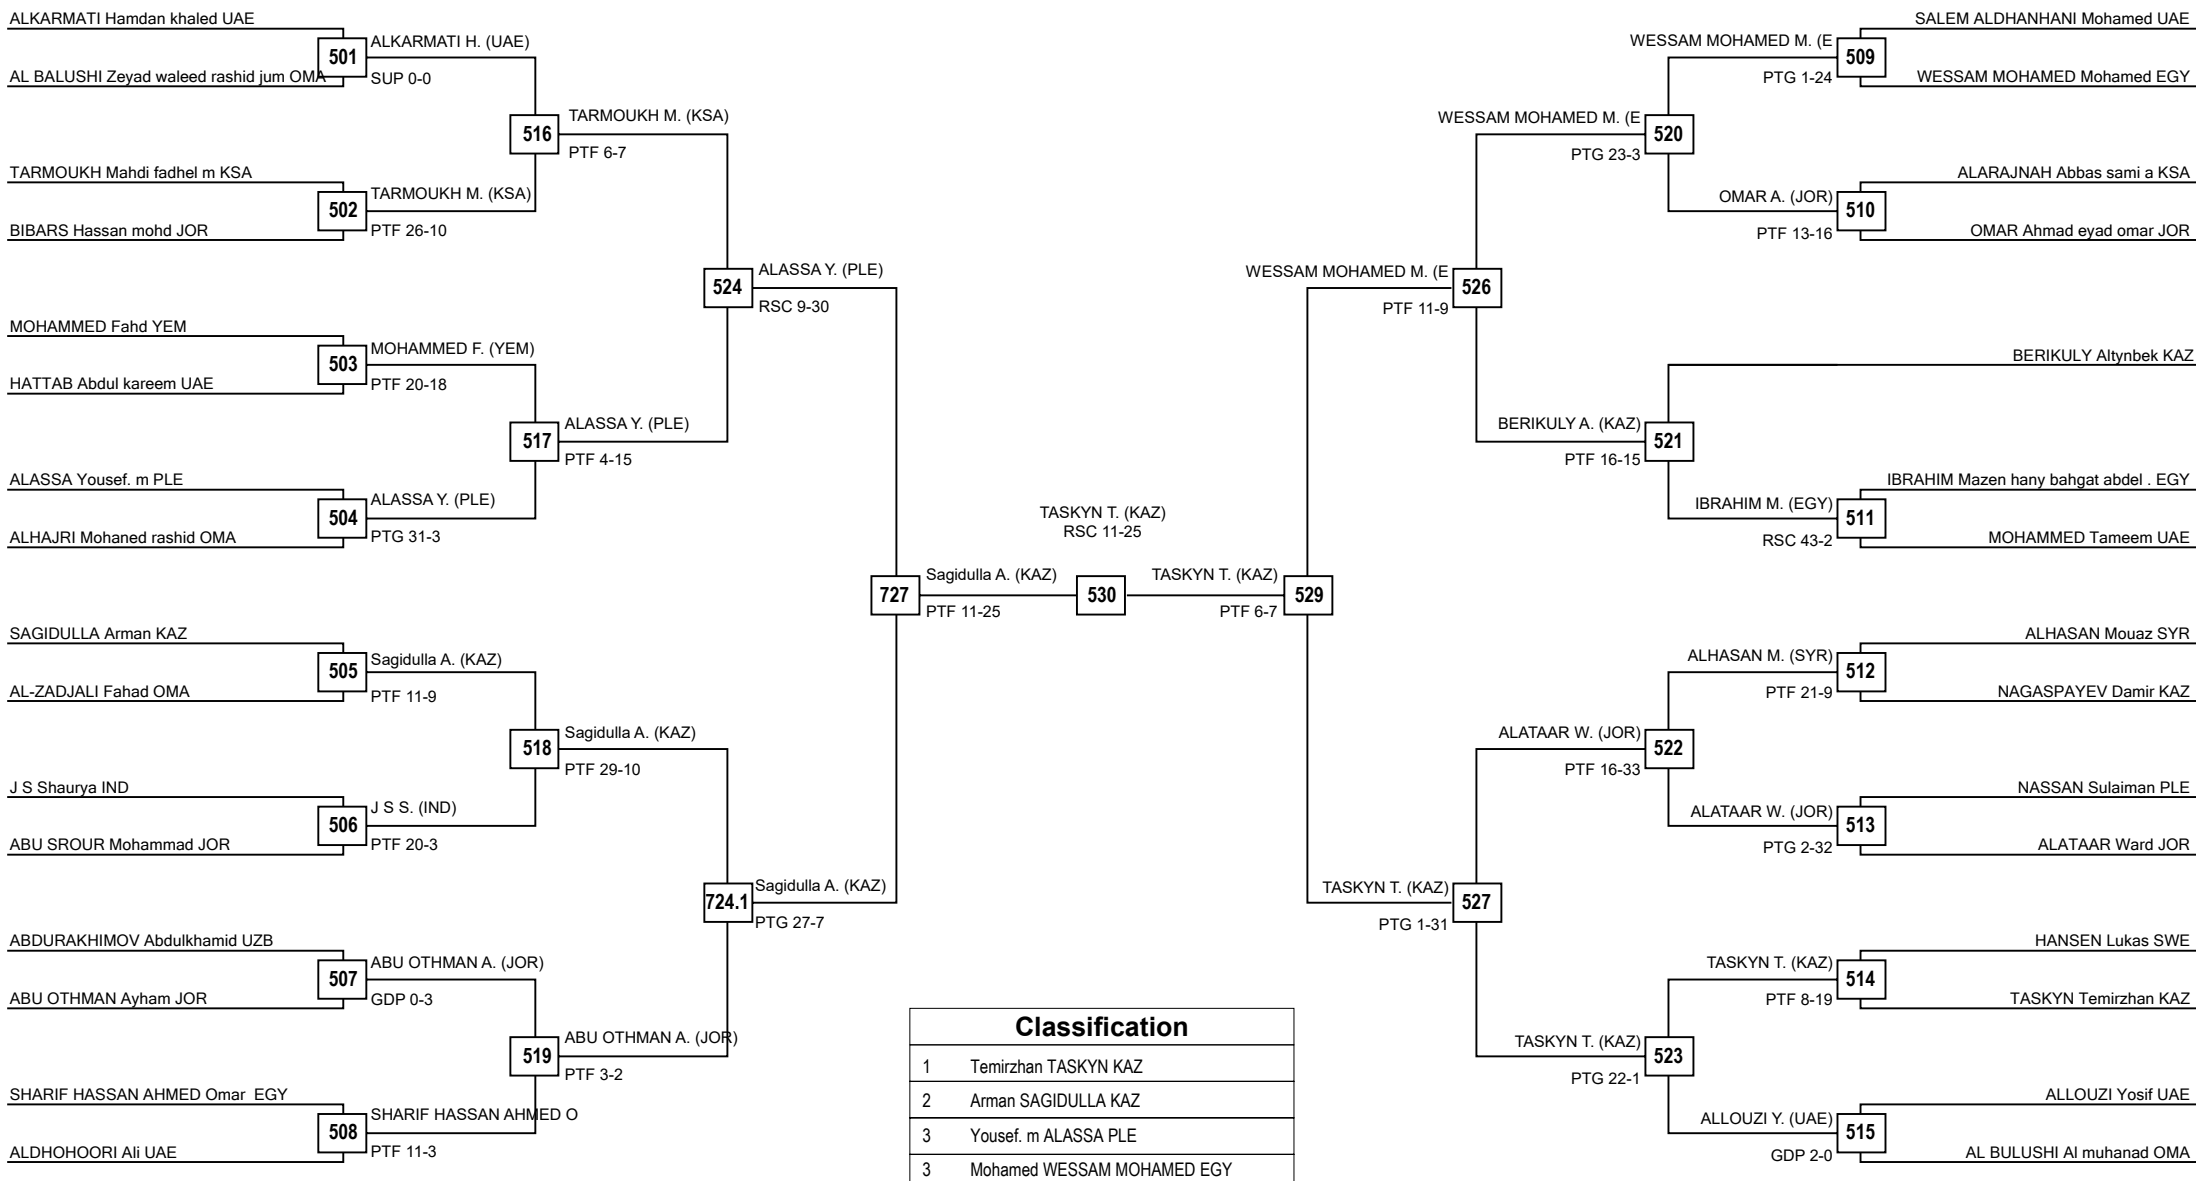 ALKARMATI Hamdan khaled UAE
501
ALKARMATI H. (UAE)
SUP 0-0
AL BALUSHI Zeyad waleed rashid jum OMA
516
TARMOUKH M. (KSA)
PTF 6-7
TARMOUKH Mahdi fadhel m KSA
502
TARMOUKH M. (KSA)
PTF 26-10
BIBARS Hassan mohd JOR
524
ALASSA Y. (PLE)
RSC 9-30
MOHAMMED Fahd YEM
503
MOHAMMED F. (YEM)
PTF 20-18
HATTAB Abdul kareem UAE
517
ALASSA Y. (PLE)
PTF 4-15
ALASSA Yousef. m PLE
504
ALASSA Y. (PLE)
PTG 31-3
ALHAJRI Mohaned rashid OMA
727
Sagidulla A. (KAZ)
PTF 11-25
SAGIDULLA Arman KAZ
505
Sagidulla A. (KAZ)
PTF 11-9
AL-ZADJALI Fahad OMA
518
Sagidulla A. (KAZ)
PTF 29-10
J S Shaurya IND
506
J S S. (IND)
PTF 20-3
ABU SROUR Mohammad JOR
724.1
Sagidulla A. (KAZ)
PTG 27-7
ABDURAKHIMOV Abdulkhamid UZB
507
ABU OTHMAN A. (JOR)
GDP 0-3
ABU OTHMAN Ayham JOR
519
ABU OTHMAN A. (JOR)
PTF 3-2
SHARIF HASSAN AHMED Omar EGY
508
SHARIF HASSAN AHMED O
PTF 11-3
ALDHOHOORI Ali UAE
TASKYN T. (KAZ)
RSC 11-25
530
SALEM ALDHANHANI Mohamed UAE
WESSAM MOHAMED M. (E
509
PTG 1-24
WESSAM MOHAMED Mohamed EGY
WESSAM MOHAMED M. (E
520
PTG 23-3
ALARAJNAH Abbas sami a KSA
OMAR A. (JOR)
510
PTF 13-16
OMAR Ahmad eyad omar JOR
WESSAM MOHAMED M. (E
526
PTF 11-9
BERIKULY Altynbek KAZ
BERIKULY A. (KAZ)
521
PTF 16-15
IBRAHIM Mazen hany bahgat abdel . EGY
IBRAHIM M. (EGY)
511
RSC 43-2
MOHAMMED Tameem UAE
TASKYN T. (KAZ)
529
PTF 6-7
ALHASAN Mouaz SYR
ALHASAN M. (SYR)
512
PTF 21-9
NAGASPAYEV Damir KAZ
ALATAAR W. (JOR)
522
PTF 16-33
NASSAN Sulaiman PLE
ALATAAR W. (JOR)
513
PTG 2-32
ALATAAR Ward JOR
TASKYN T. (KAZ)
527
PTG 1-31
HANSEN Lukas SWE
TASKYN T. (KAZ)
514
PTF 8-19
TASKYN Temirzhan KAZ
TASKYN T. (KAZ)
523
PTG 22-1
ALLOUZI Yosif UAE
ALLOUZI Y. (UAE)
515
GDP 2-0
AL BULUSHI Al muhanad OMA
Classification
1 Temirzhan TASKYN KAZ
2 Arman SAGIDULLA KAZ
3 Yousef. m ALASSA PLE
3 Mohamed WESSAM MOHAMED EGY